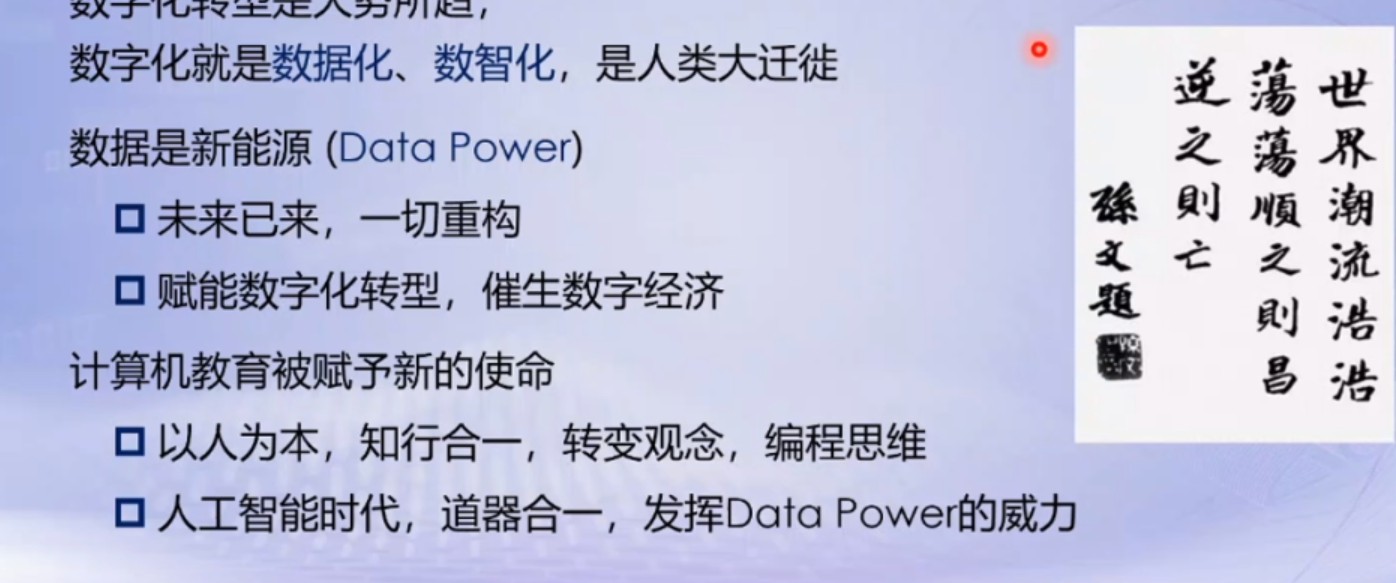 数字化转型是大势所趋，
数字化就是数据化、数智化，是人类大迁徙
数据是新能源 (Data Power)
未来已来，一切重构
赋能数字化转型，催生数字经济
计算机教育被赋予新的使命
以人为本，知行合一，转变观念，编程思维
人工智能时代，道器合一，发挥Data Power的威力
世界潮流浩浩
蕩蕩順之則昌
逆之則亡
孫文題